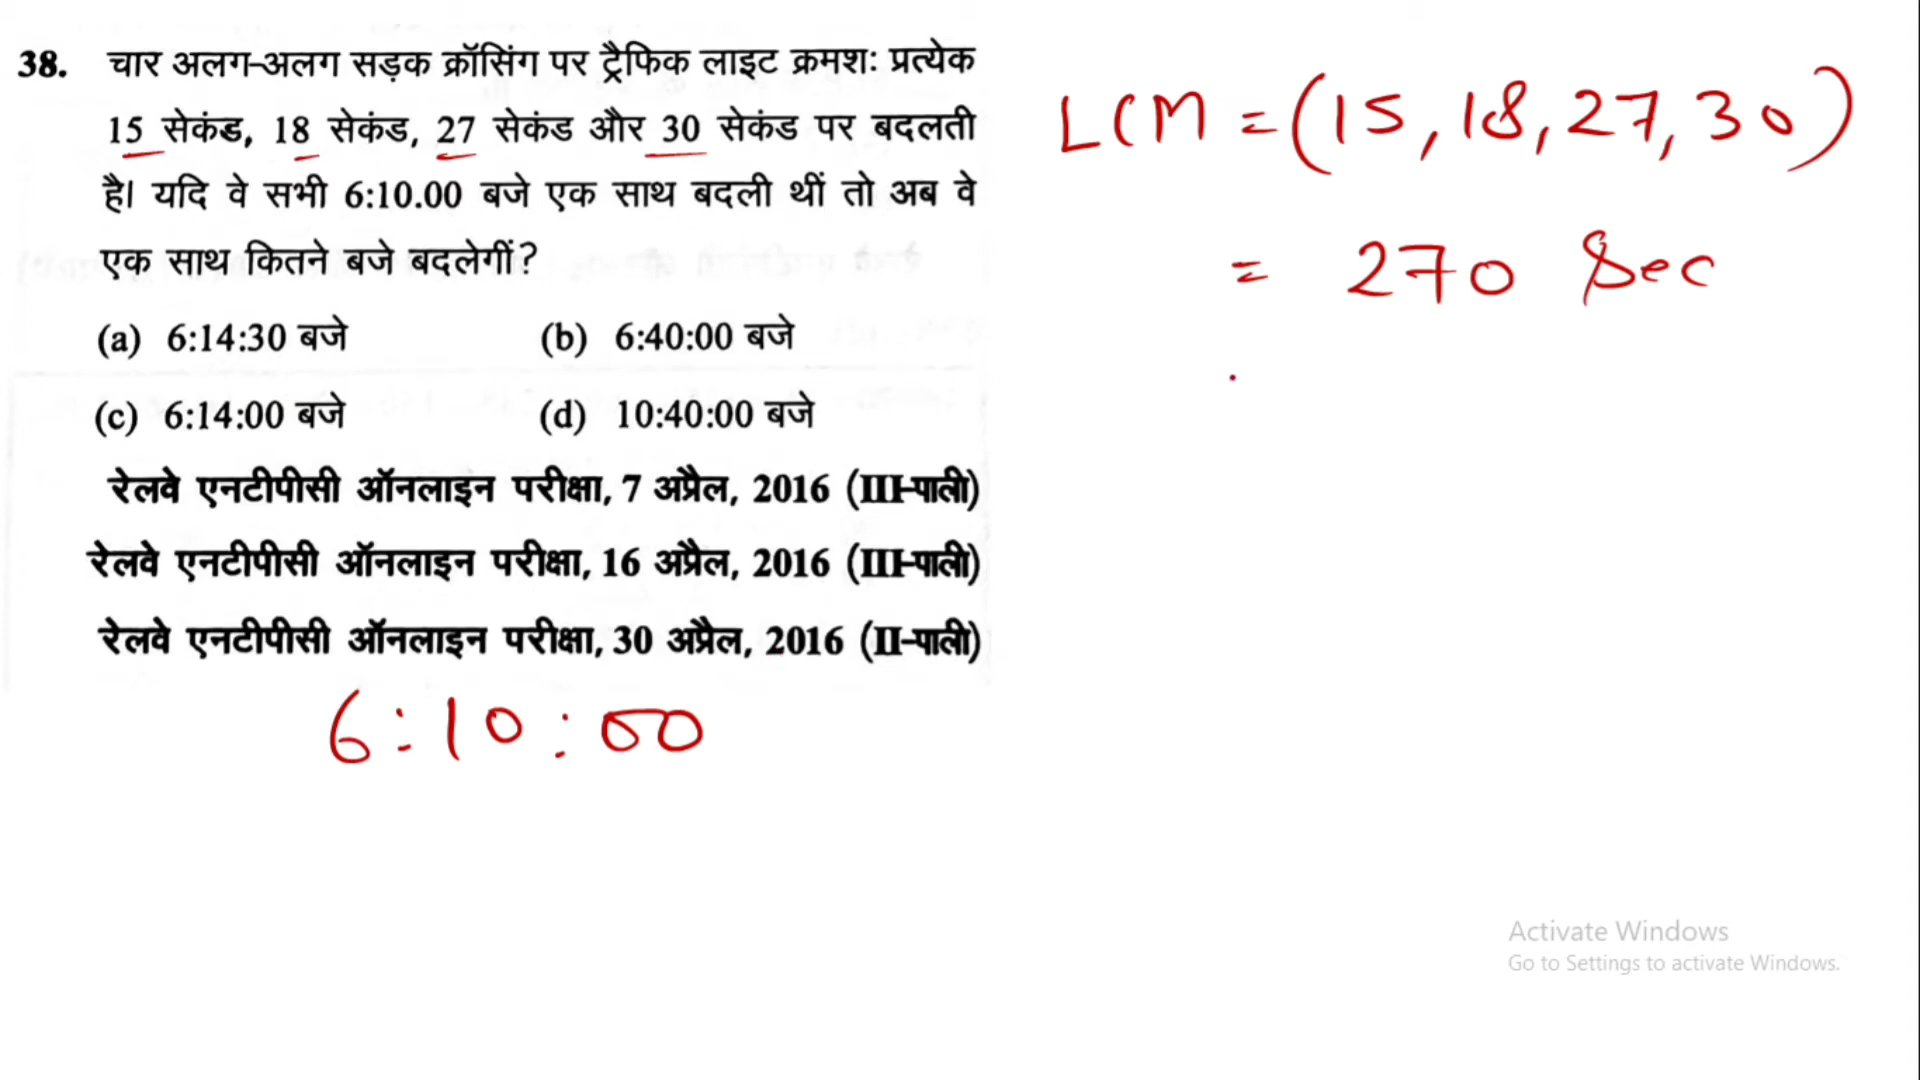 38. चार अलग-अलग सड़क क्रॉसिंग पर ट्रैफिक लाइट क्रमशः प्रत्येक
15 सेकंड, 18 सेकंड, 27 सेकंड और 30 सेकंड पर बदलती
है। यदि वे सभी 6:10.00 बजे एक साथ बदली थीं तो अब वे
एक साथ कितने बजे बदलेगीं?
(a) 6:14:30 बजे (b) 6:40:00 बजे
(c) 6:14:00 बजे (d) 10:40:00 बजे
रेलवे एनटीपीसी ऑनलाइन परीक्षा, 7 अप्रैल, 2016 (III-पाली)
रेलवे एनटीपीसी ऑनलाइन परीक्षा, 16 अप्रैल, 2016 (III-पाली)
रेलवे एनटीपीसी ऑनलाइन परीक्षा, 30 अप्रैल, 2016 (II-पाली)
6:10:00
LCM = (15, 18, 27, 30)
= 270 Sec
Activate Windows
Go to Settings to activate Windows.